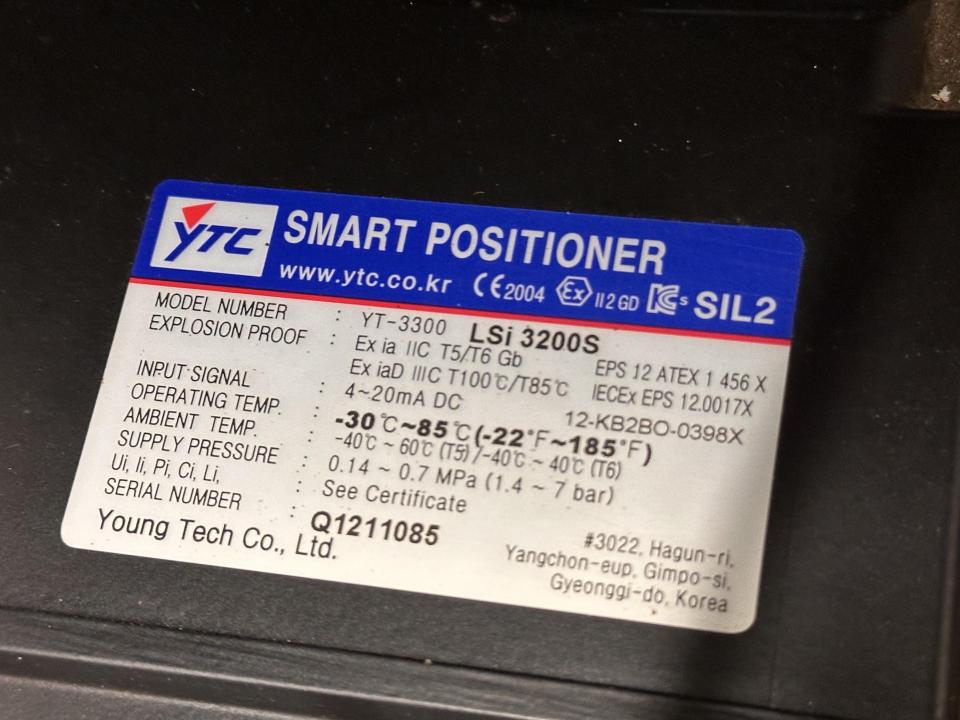 YTC SMART POSITIONER
www.ytc.co.kr CE 2004 Ex II 2 GD KCs SIL2
MODEL NUMBER : YT-3300 LSi 3200S
EXPLOSION PROOF : Ex ia IIC T5/T6 Gb EPS 12 ATEX 1 456 X
Ex iaD IIIC T100℃/T85℃ IECEx EPS 12.0017X
INPUT SIGNAL : 4~20mA DC 12-KB2BO-0398X
OPERATING TEMP. : -30℃~85℃(-22°F~185°F)
AMBIENT TEMP. : -40℃ ~ 60℃ (T5) /-40℃ ~ 40℃ (T6)
SUPPLY PRESSURE : 0.14 ~ 0.7 MPa (1.4 ~ 7 bar)
Ui, Ii, Pi, Ci, Li, : See Certificate
SERIAL NUMBER : Q1211085
Young Tech Co., Ltd.
#3022, Hagun-ri,
Yangchon-eup, Gimpo-si,
Gyeonggi-do, Korea